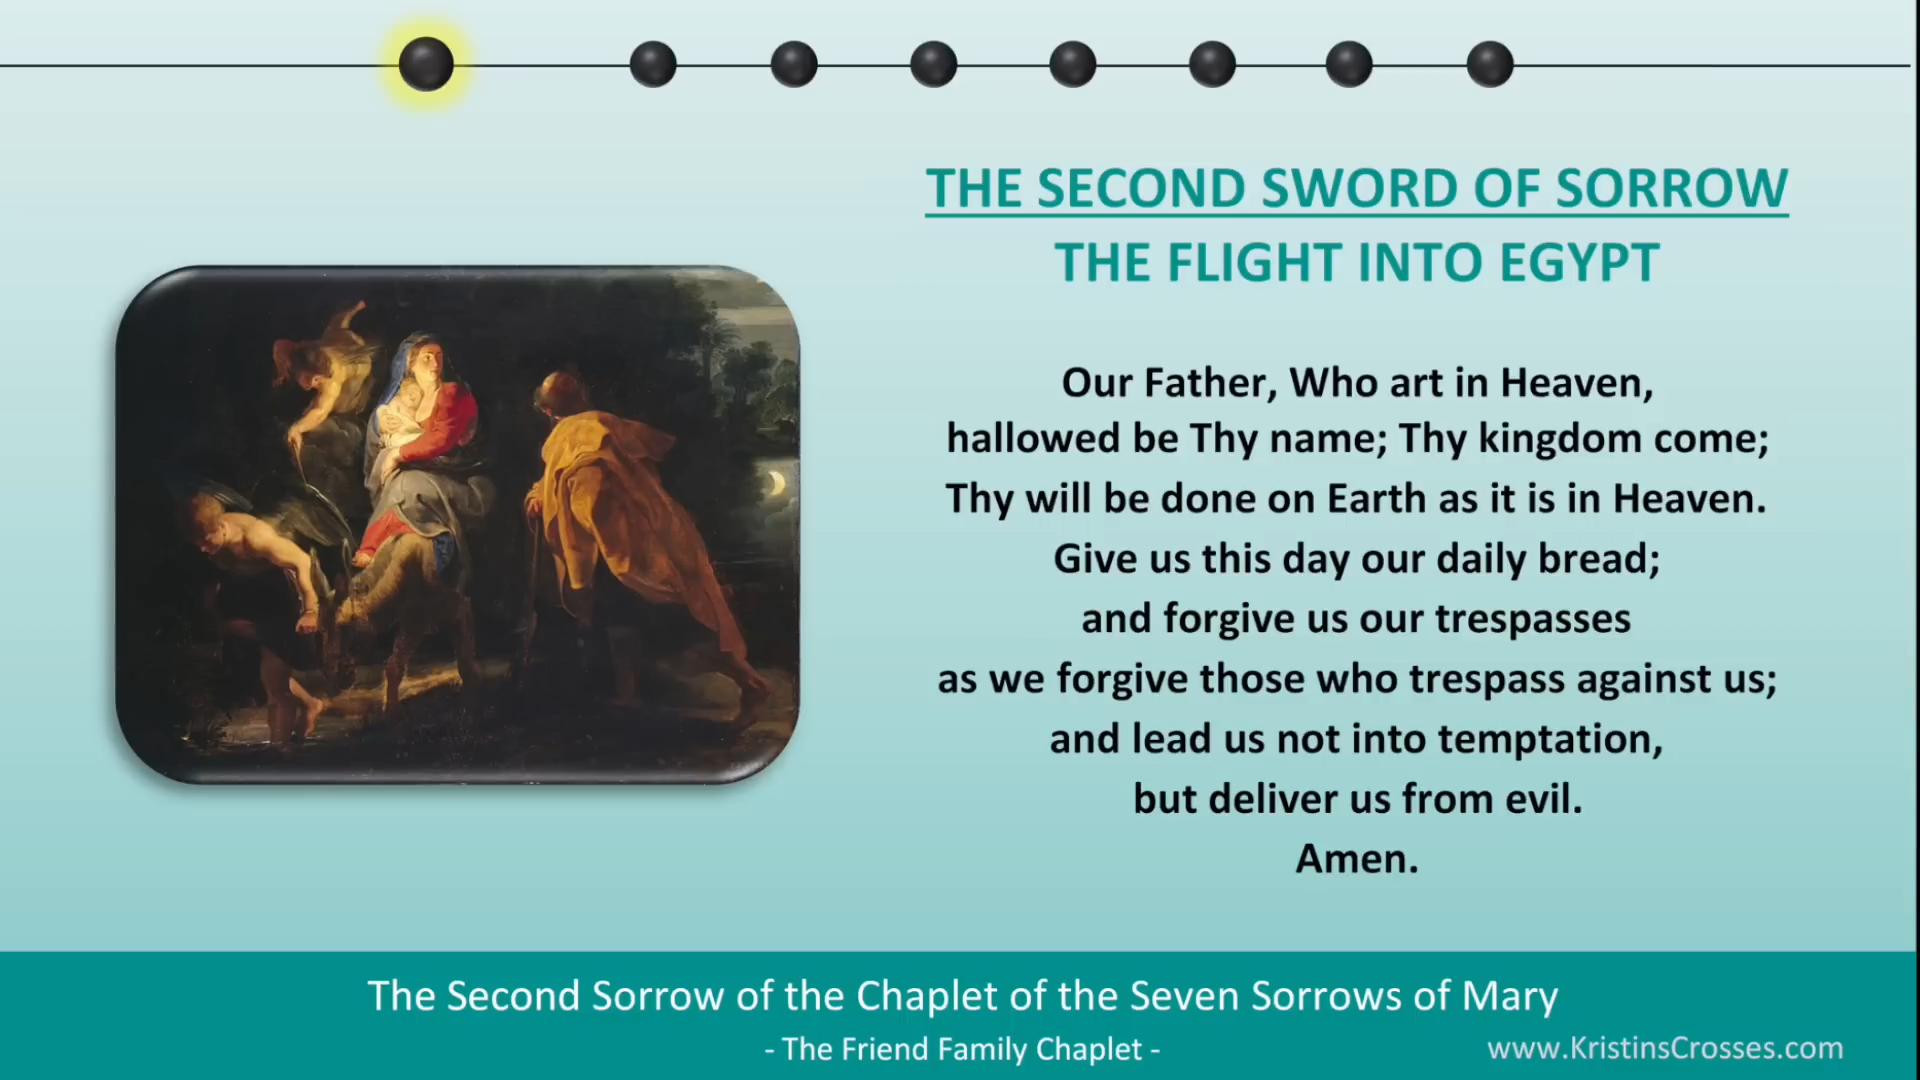 THE SECOND SWORD OF SORROW
THE FLIGHT INTO EGYPT
Our Father, Who art in Heaven,
hallowed be Thy name; Thy kingdom come;
Thy will be done on Earth as it is in Heaven.
Give us this day our daily bread;
and forgive us our trespasses
as we forgive those who trespass against us;
and lead us not into temptation,
but deliver us from evil.
Amen.
The Second Sorrow of the Chaplet of the Seven Sorrows of Mary
- The Friend Family Chaplet -
www.KristinsCrosses.com